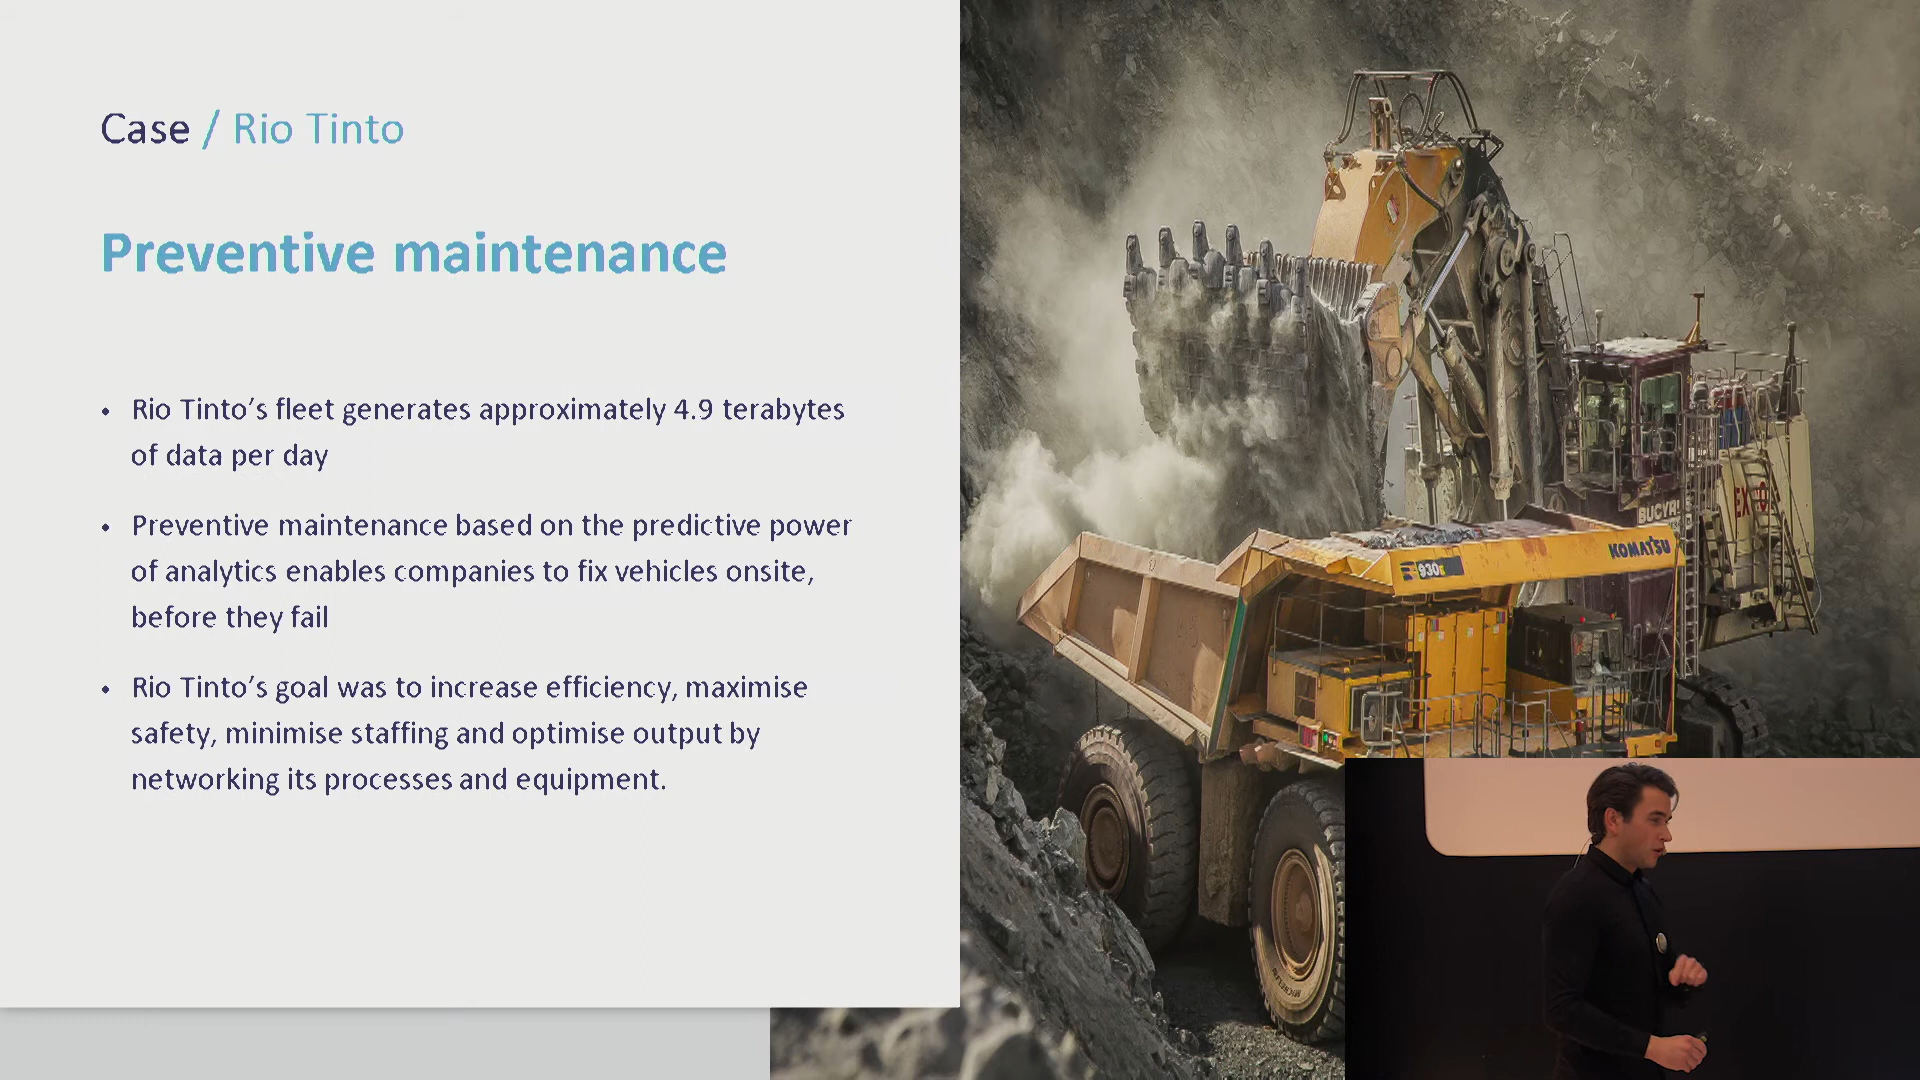 Case / Rio Tinto
Preventive maintenance
• Rio Tinto’s fleet generates approximately 4.9 terabytes
of data per day
• Preventive maintenance based on the predictive power
of analytics enables companies to fix vehicles onsite,
before they fail
• Rio Tinto’s goal was to increase efficiency, maximise
safety, minimise staffing and optimise output by
networking its processes and equipment.
KOMATSU
930E
MICHELIN